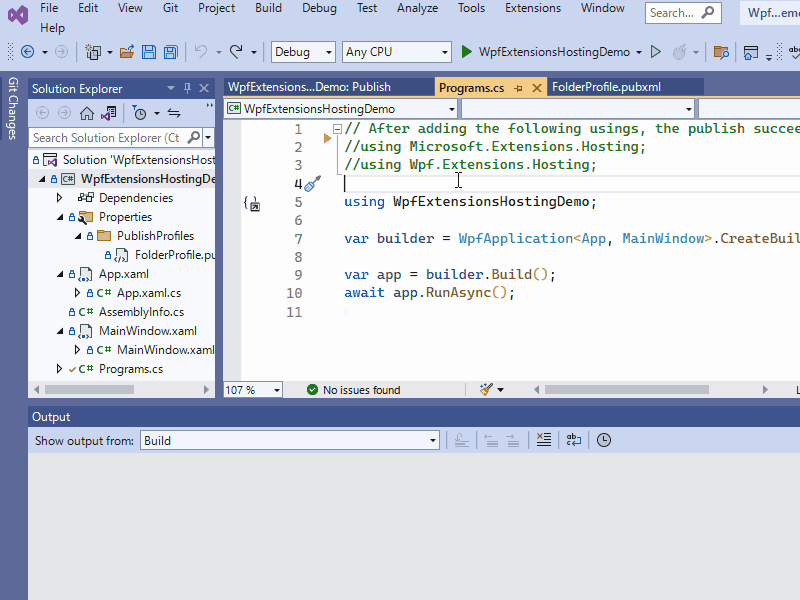 File Edit View Git Project Build Debug Test Analyze Tools Extensions Window
Search...
Wpf...emo
Help
Debug
Any CPU
WpfExtensionsHostingDemo
Git Changes
Solution Explorer
Search Solution Explorer (Ct
Solution 'WpfExtensionsHost
WpfExtensionsHostingDe
Dependencies
Properties
PublishProfiles
FolderProfile.pu
App.xaml
C# App.xaml.cs
C# AssemblyInfo.cs
MainWindow.xaml
C# MainWindow.xaml
C# Programs.cs
WpfExtensions...Demo: Publish
Programs.cs
FolderProfile.pubxml
C# WpfExtensionsHostingDemo
1 // After adding the following usings, the publish succee
2 //using Microsoft.Extensions.Hosting;
3 //using Wpf.Extensions.Hosting;
4
5 using WpfExtensionsHostingDemo;
6
7 var builder = WpfApplication<App, MainWindow>.CreateBuil
8
9 var app = builder.Build();
10 await app.RunAsync();
11
107 %
No issues found
Output
Show output from: Build